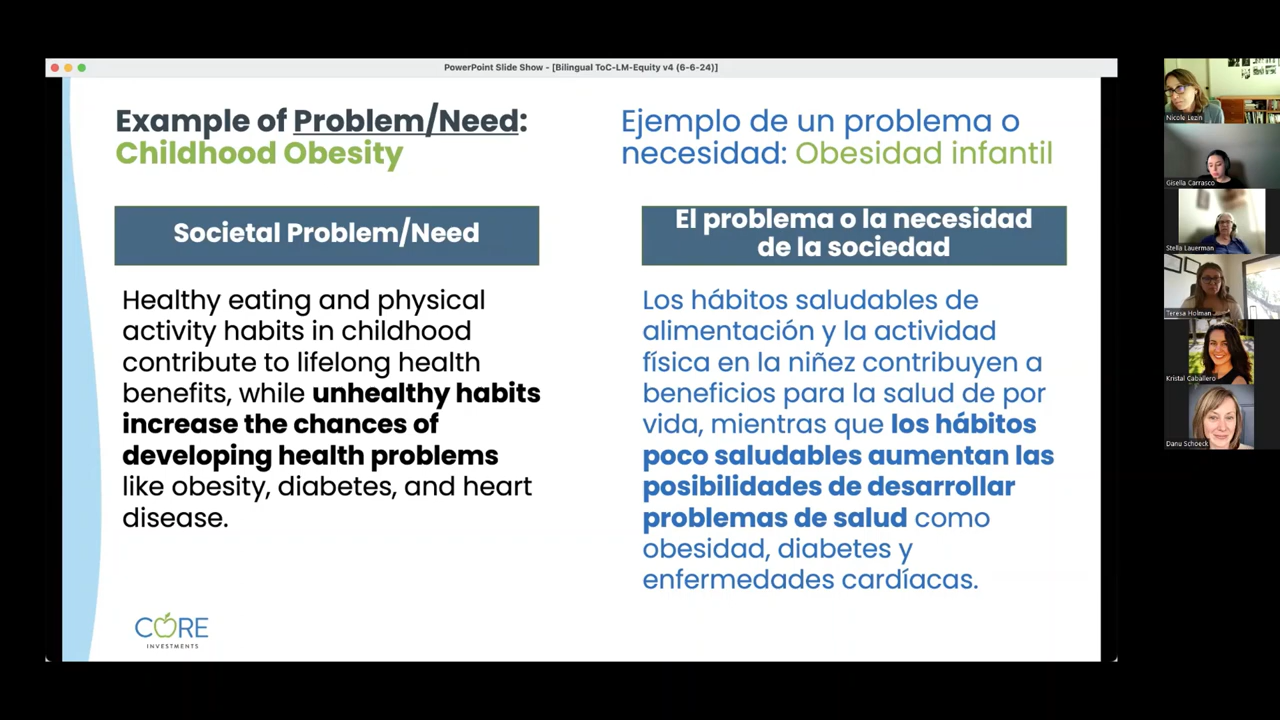 PowerPoint Slide Show - [Bilingual ToC-LM-Equity v4 (6-6-24)]
Example of Problem/Need:
Childhood Obesity
Societal Problem/Need
Healthy eating and physical
activity habits in childhood
contribute to lifelong health
benefits, while unhealthy habits
increase the chances of
developing health problems
like obesity, diabetes, and heart
disease.
CORE
INVESTMENTS
Ejemplo de un problema o
necesidad: Obesidad infantil
El problema o la necesidad
de la sociedad
Los hábitos saludables de
alimentación y la actividad
física en la niñez contribuyen a
beneficios para la salud de por
vida, mientras que los hábitos
poco saludables aumentan las
posibilidades de desarrollar
problemas de salud como
obesidad, diabetes y
enfermedades cardíacas.
Nicole Lezin
Gisella Carrasco
Stella Lauerman
Teresa Holman
Kristal Caballero
Danu Schoeck